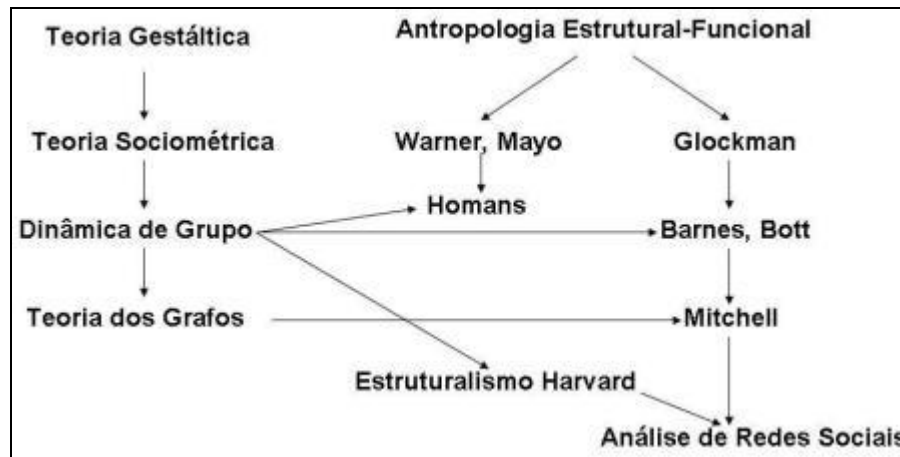 Teoria Gestáltica
Antropologia Estrutural-Funcional
Teoria Sociométrica
Warner, Mayo
Glockman
Homans
Dinâmica de Grupo
Barnes, Bott
Teoria dos Grafos
Mitchell
Estruturalismo Harvard
Análise de Redes Sociais